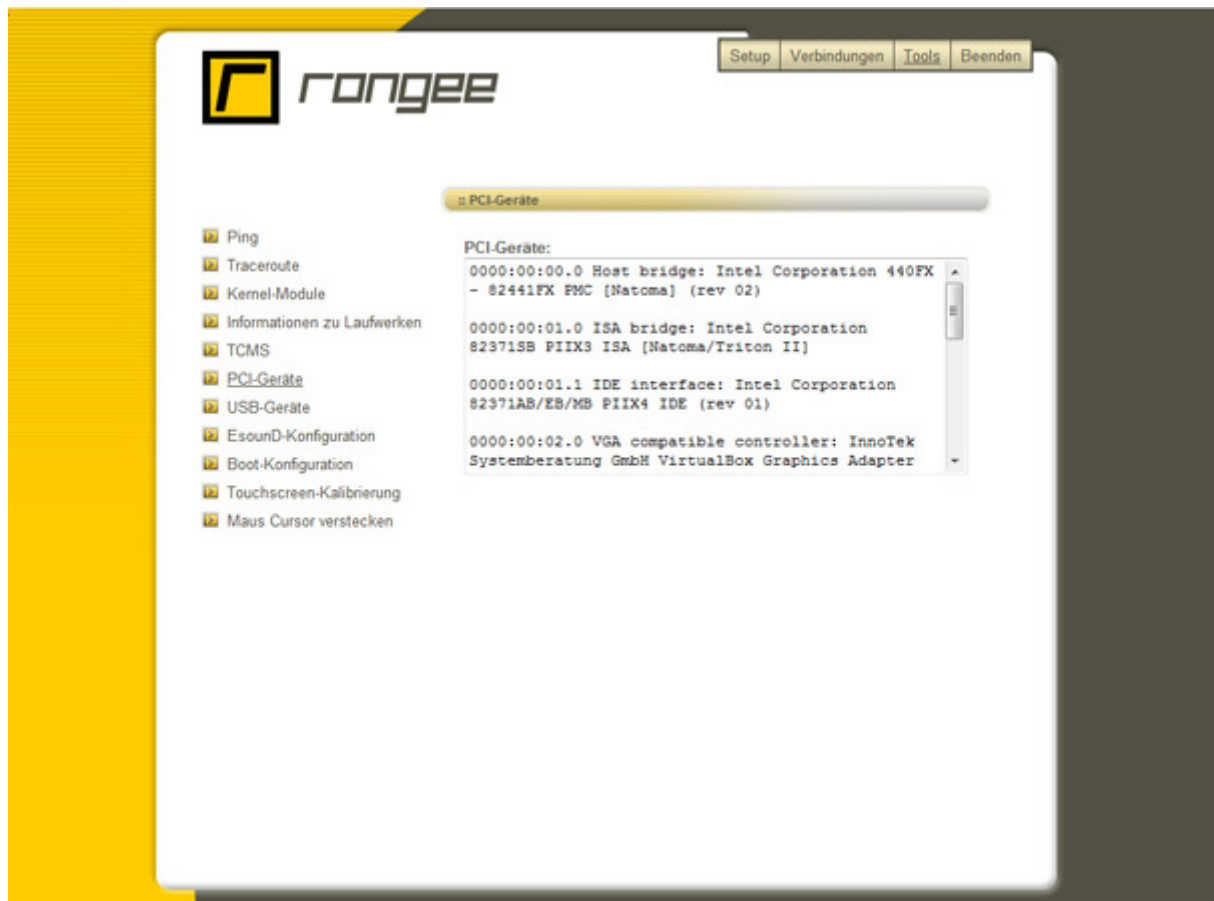 rangee
Setup Verbindungen Tools Beenden
:: PCI-Geräte
Ping
Traceroute
Kernel-Module
Informationen zu Laufwerken
TCMS
PCI-Geräte
USB-Geräte
EsounD-Konfiguration
Boot-Konfiguration
Touchscreen-Kalibrierung
Maus Cursor verstecken
PCI-Geräte:
0000:00:00.0 Host bridge: Intel Corporation 440FX
- 82441FX PMC [Natoma] (rev 02)
0000:00:01.0 ISA bridge: Intel Corporation
82371SB PIIX3 ISA [Natoma/Triton II]
0000:00:01.1 IDE interface: Intel Corporation
82371AB/EB/MB PIIX4 IDE (rev 01)
0000:00:02.0 VGA compatible controller: InnoTek
Systemberatung GmbH VirtualBox Graphics Adapter